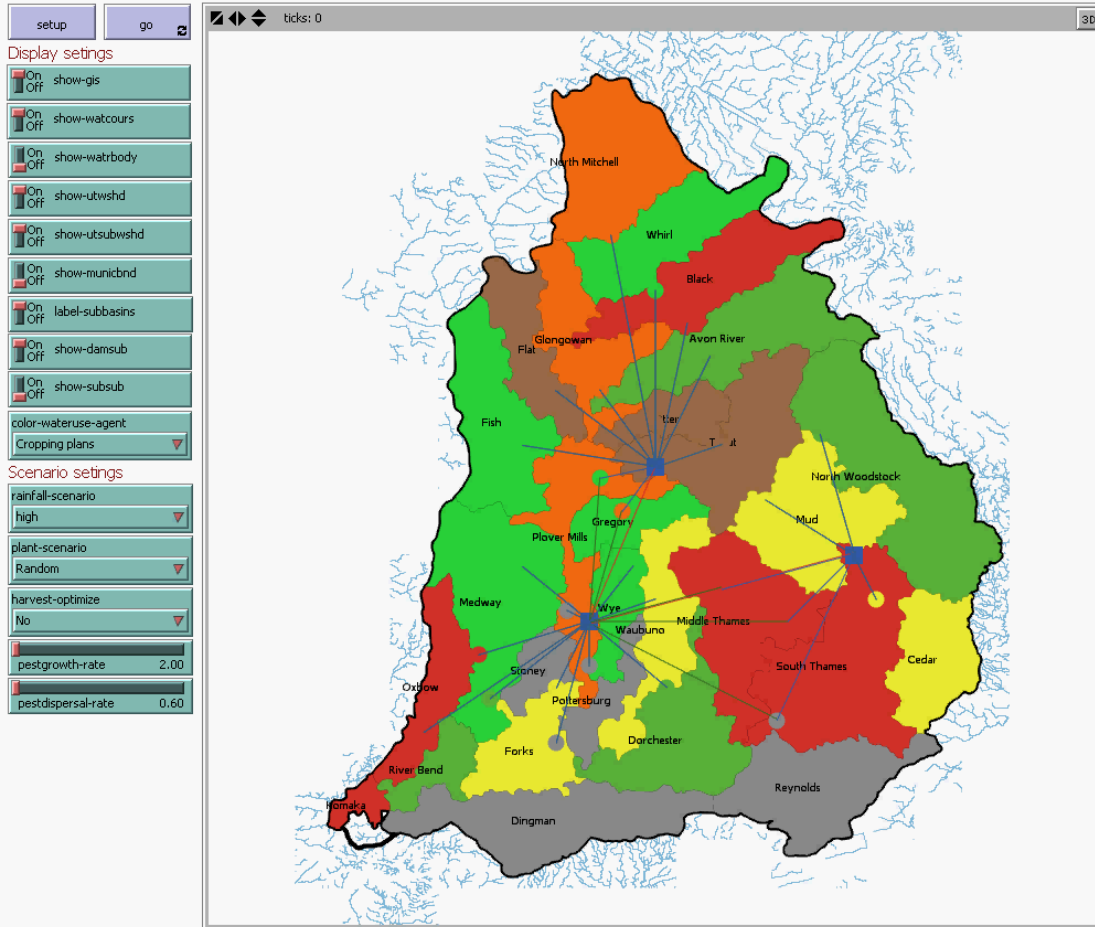 setup
go
ticks: 0
3D
Display setings
On
Off
show-gis
On
Off
show-watcours
On
Off
show-watrbody
On
Off
show-utwshd
On
Off
show-utsubwshd
On
Off
show-municbnd
On
Off
label-subbasins
On
Off
show-damsub
On
Off
show-subsub
color-wateruse-agent
Cropping plans
Scenario setings
rainfall-scenario
high
plant-scenario
Random
harvest-optimize
No
pestgrowth-rate 2.00
pestdispersal-rate 0.60
North Mitchell
Whirl
Black
Glongowan
Avon River
Flat
Fish
North Woodstock
Mud
Gregory
Plover Mills
Medway
Wye
Waubuno
Middle Thames
Stoney
South Thames
Cedar
Oxbow
Pottersburg
Forks
Dorchester
River Bend
Reynolds
Komaka
Dingman